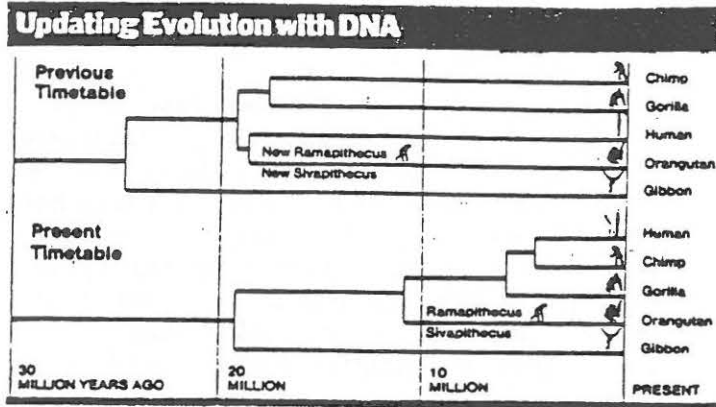 Updating Evolution with DNA
Previous
Timetable
Chimp
Gorilla
Human
New Ramapithecus
Orangutan
New Sivapithecus
Gibbon
Present
Timetable
Human
Chimp
Gorilla
Ramapithecus
Orangutan
Sivapithecus
Gibbon
30
MILLION YEARS AGO
20
MILLION
10
MILLION
PRESENT